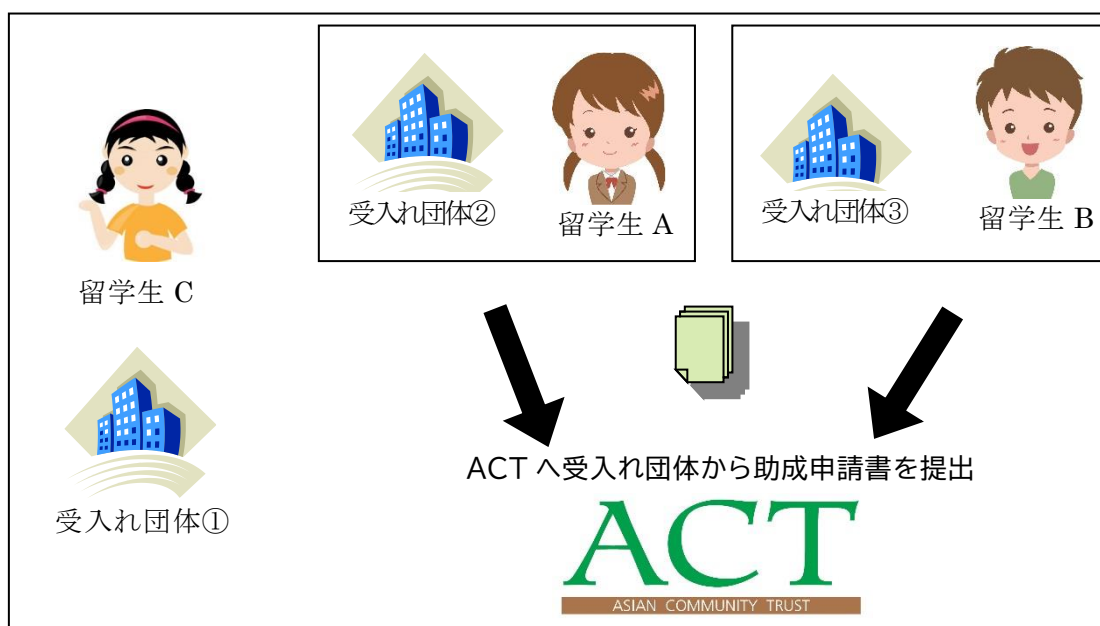 受入れ団体②
留学生 A
受入れ団体③
留学生 B
留学生 C
受入れ団体①
ACT へ受入れ団体から助成申請書を提出
ACT
ASIAN COMMUNITY TRUST